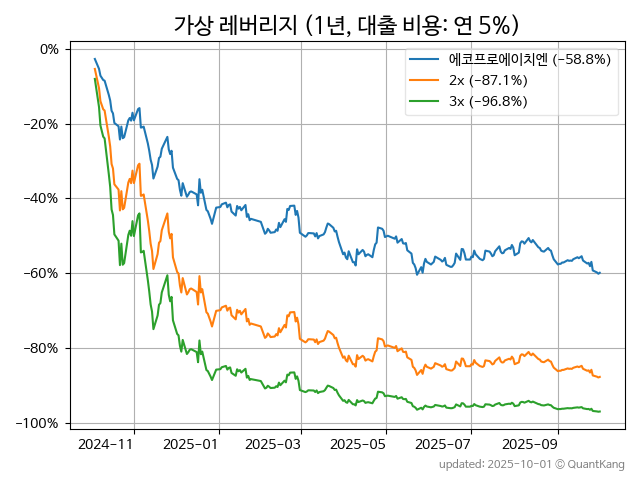 가상 레버리지 (1년, 대출 비용: 연 5%)
0%
−20%
−40%
−60%
−80%
−100%
에코프로에이치엔 (−58.8%)
2x (−87.1%)
3x (−96.8%)
2024-11
2025-01
2025-03
2025-05
2025-07
2025-09
updated: 2025-10-01 © QuantKang